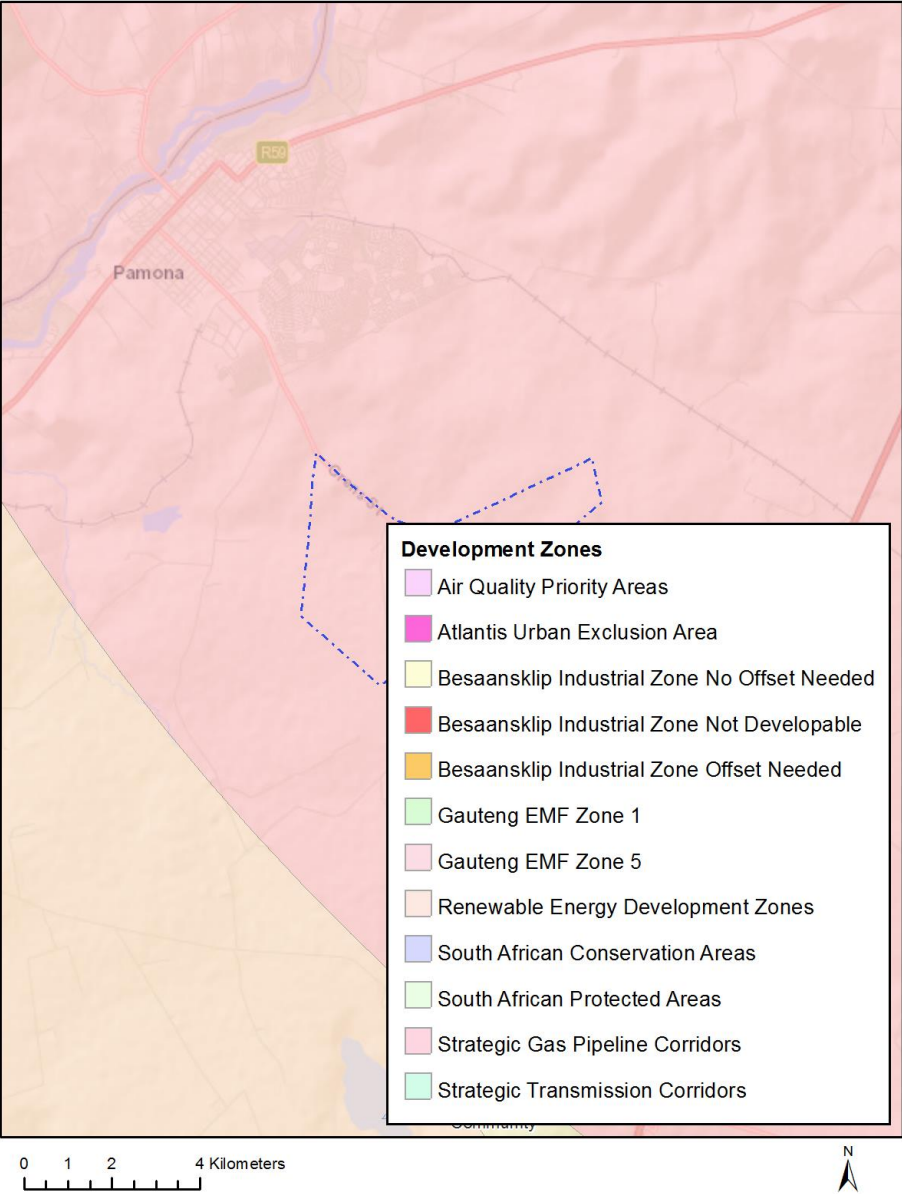 R59
Pamona
Development Zones
Air Quality Priority Areas
Atlantis Urban Exclusion Area
Besaansklip Industrial Zone No Offset Needed
Besaansklip Industrial Zone Not Developable
Besaansklip Industrial Zone Offset Needed
Gauteng EMF Zone 1
Gauteng EMF Zone 5
Renewable Energy Development Zones
South African Conservation Areas
South African Protected Areas
Strategic Gas Pipeline Corridors
Strategic Transmission Corridors
Community
0 1 2 4 Kilometers
N